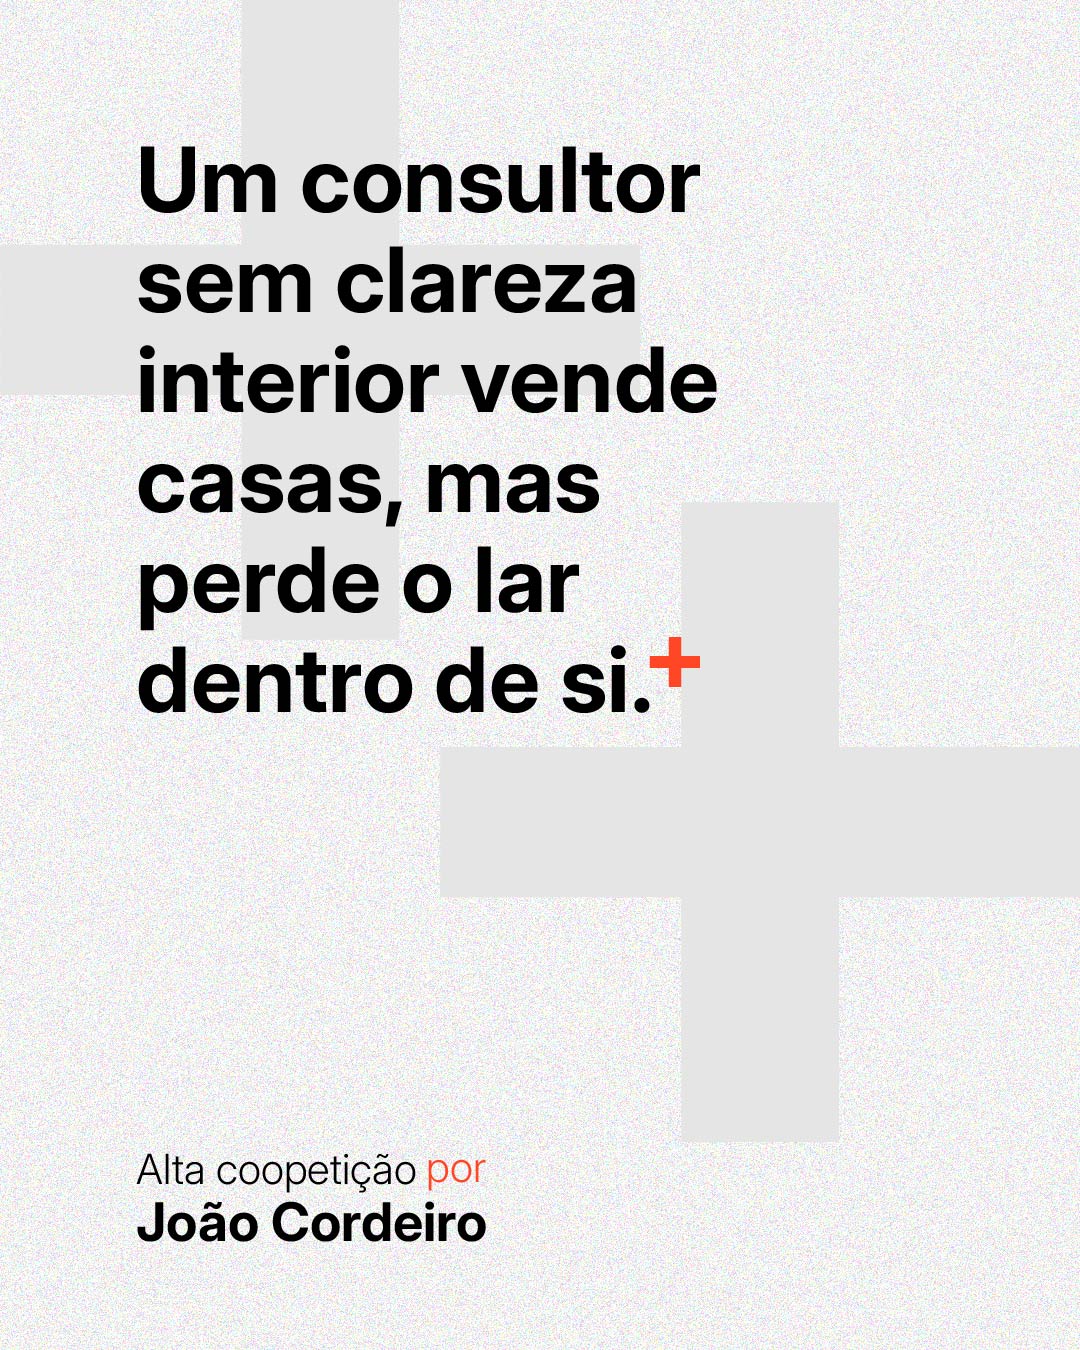 Um consultor
sem clareza
interior vende
casas, mas
perde o lar
dentro de si.+
Alta coopetição por
João Cordeiro